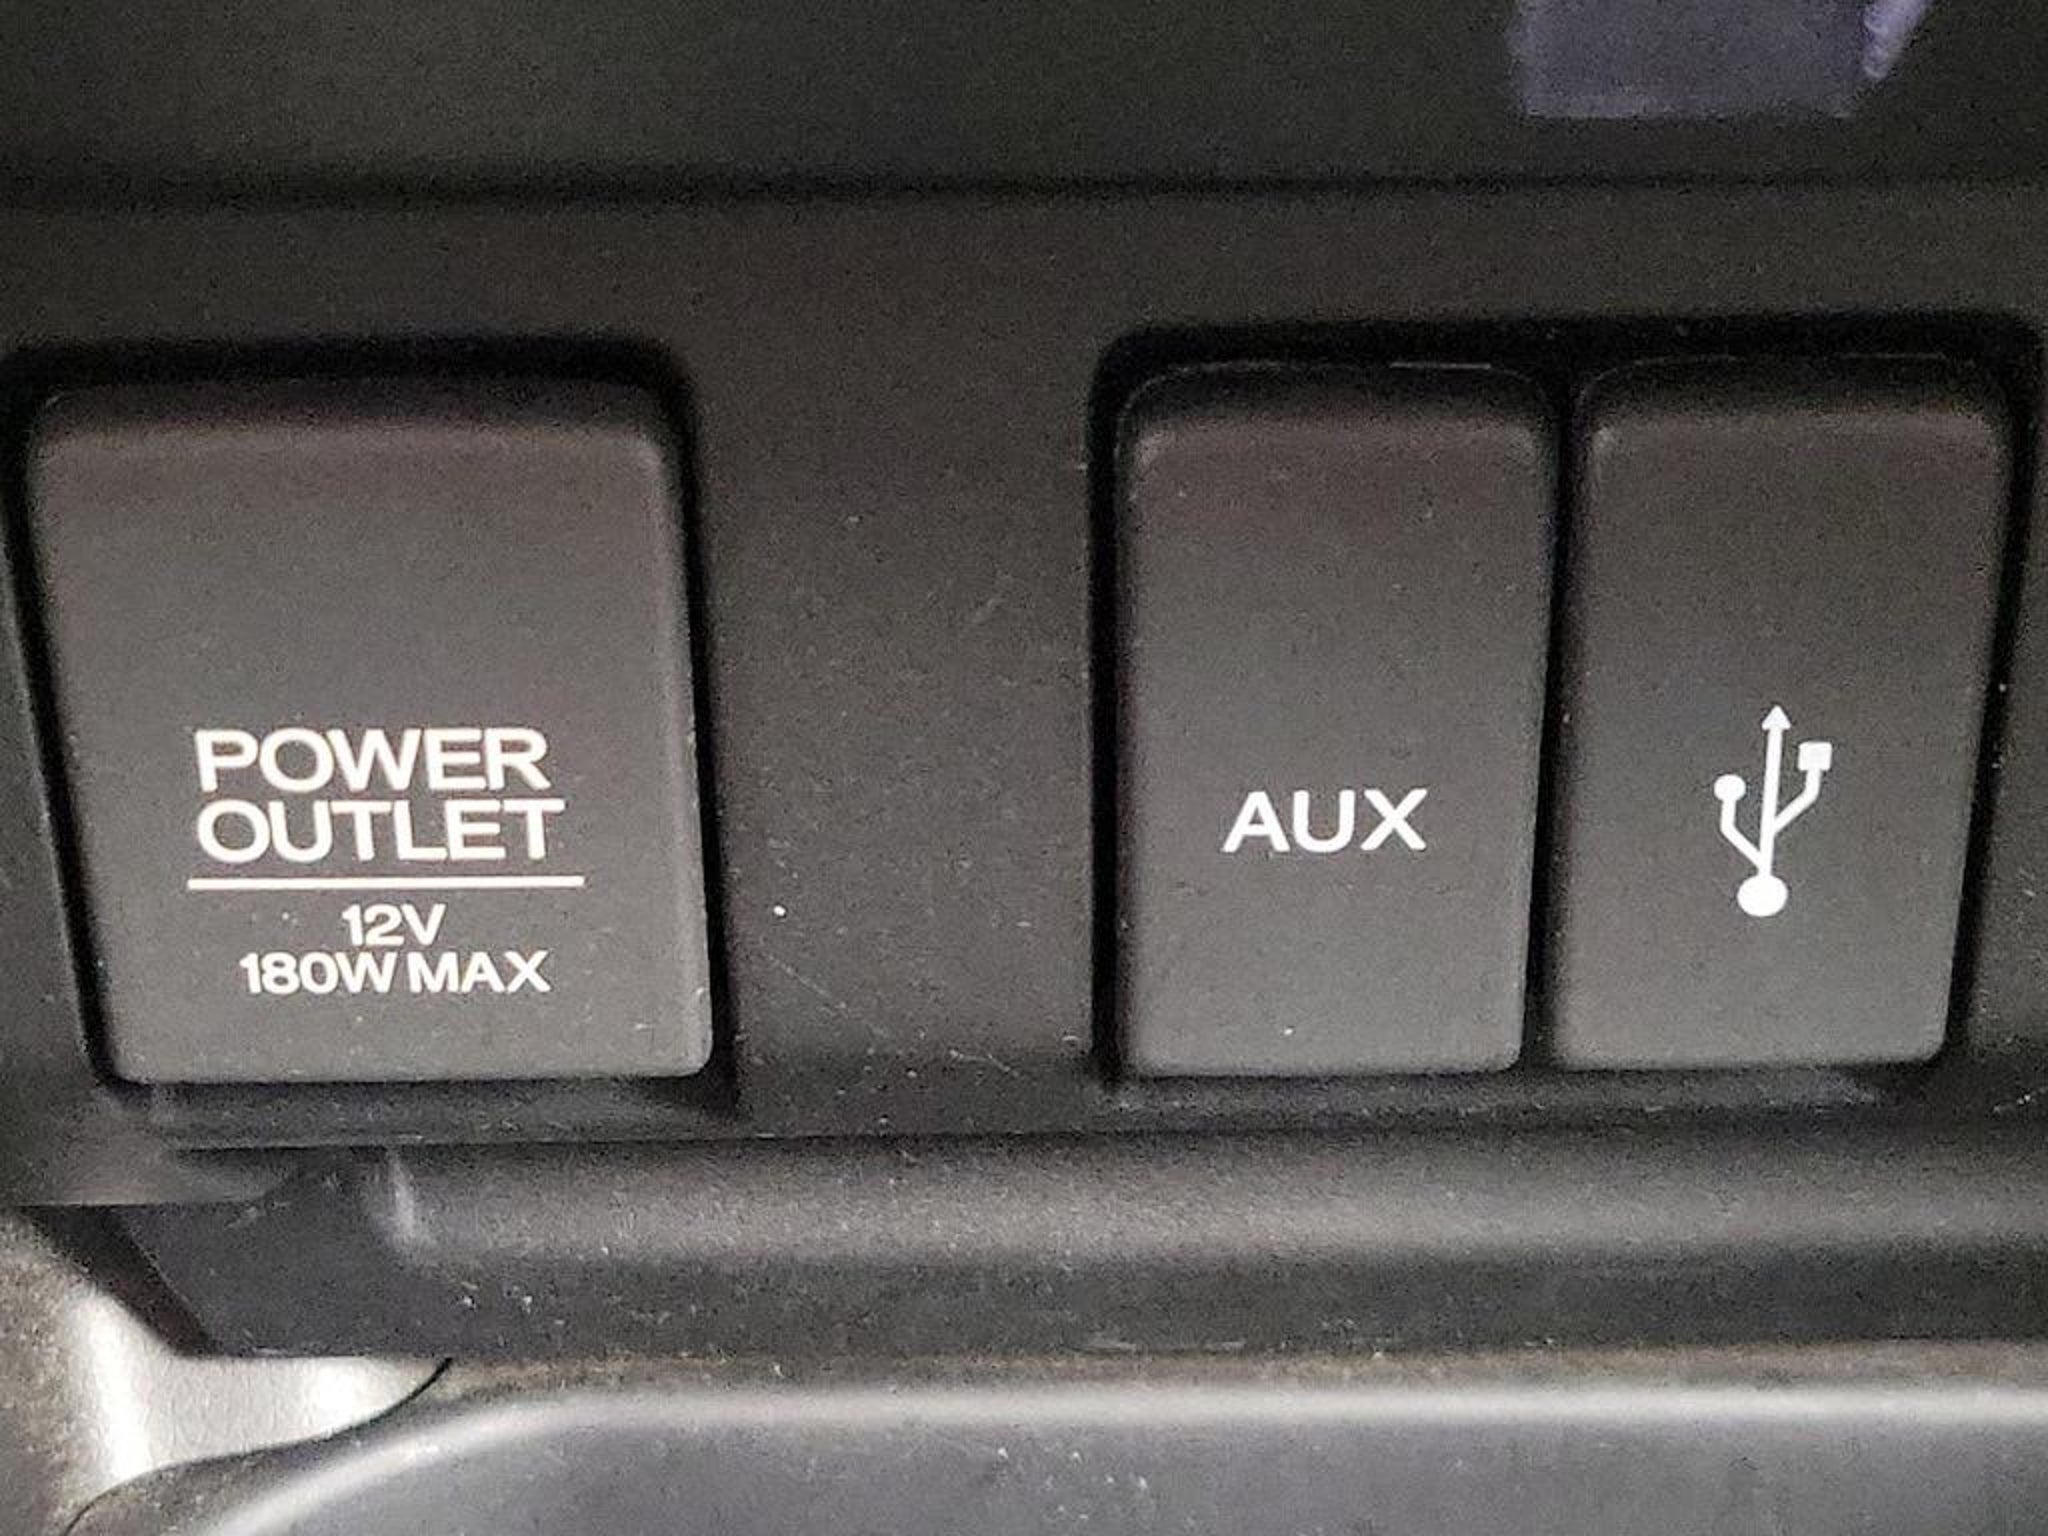 POWER
OUTLET
12V
180W MAX
AUX